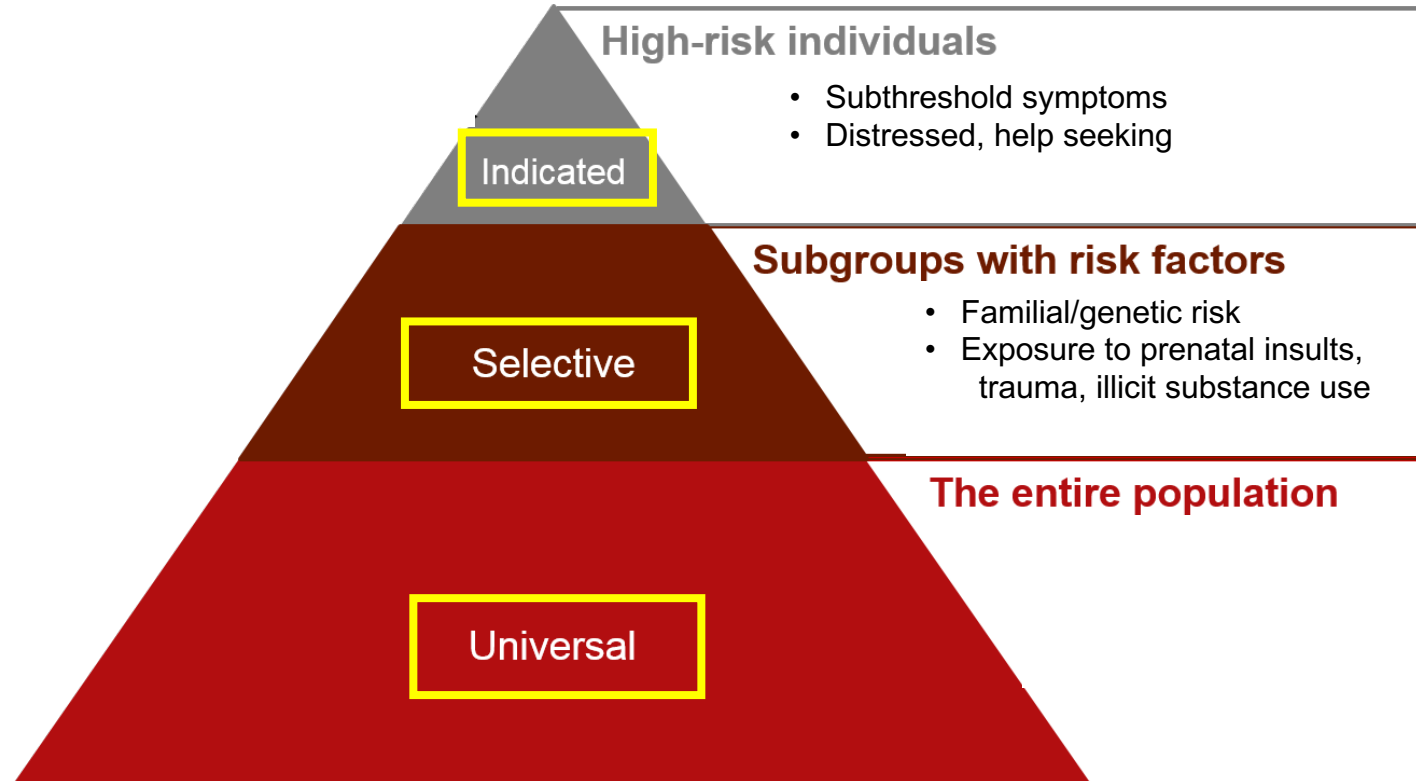 High-risk individuals
• Subthreshold symptoms
• Distressed, help seeking
Indicated
Subgroups with risk factors
• Familial/genetic risk
• Exposure to prenatal insults,
trauma, illicit substance use
Selective
The entire population
Universal